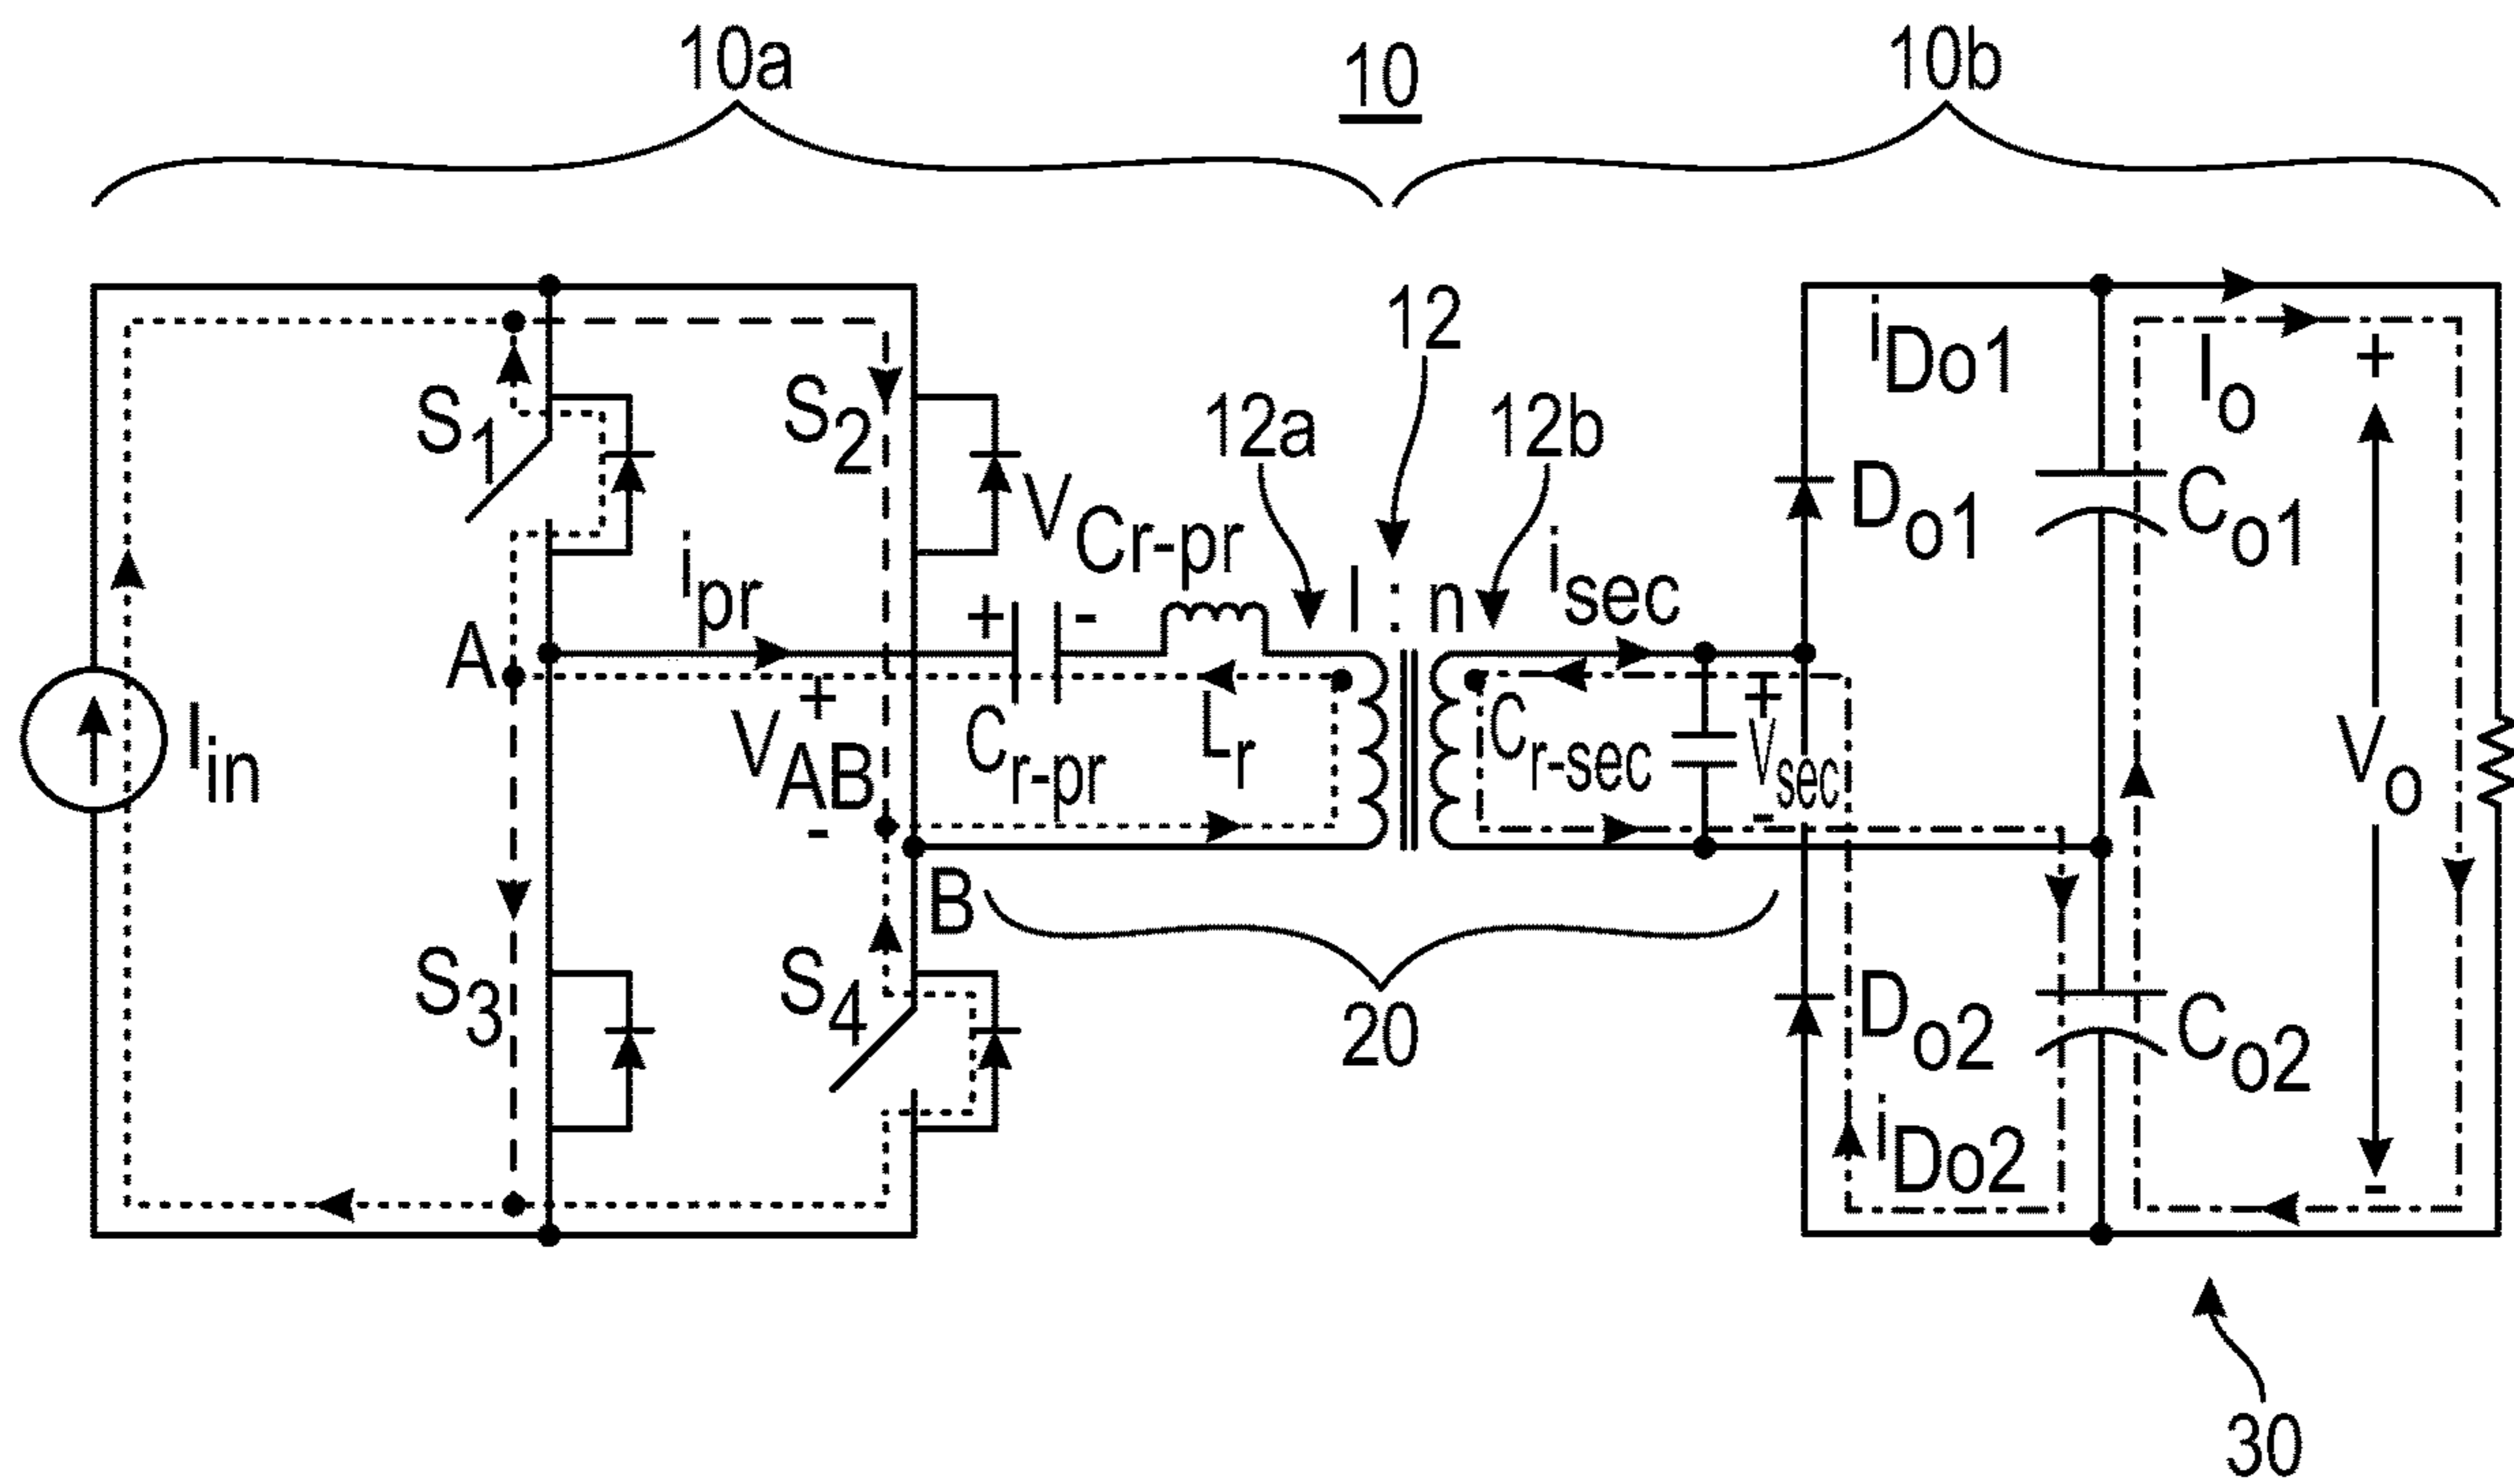 10a
10
10b
12
12a
12b
1 : n
S1
S2
VCr-pr
ipr
isec
iDo1
Io
+
Do1
Co1
+ -
A
Iin
+
VAB
-
Cr-pr
Lr
Cr-sec
+
Vsec
-
Vo
B
20
S3
S4
Do2
Co2
iDo2
-
30